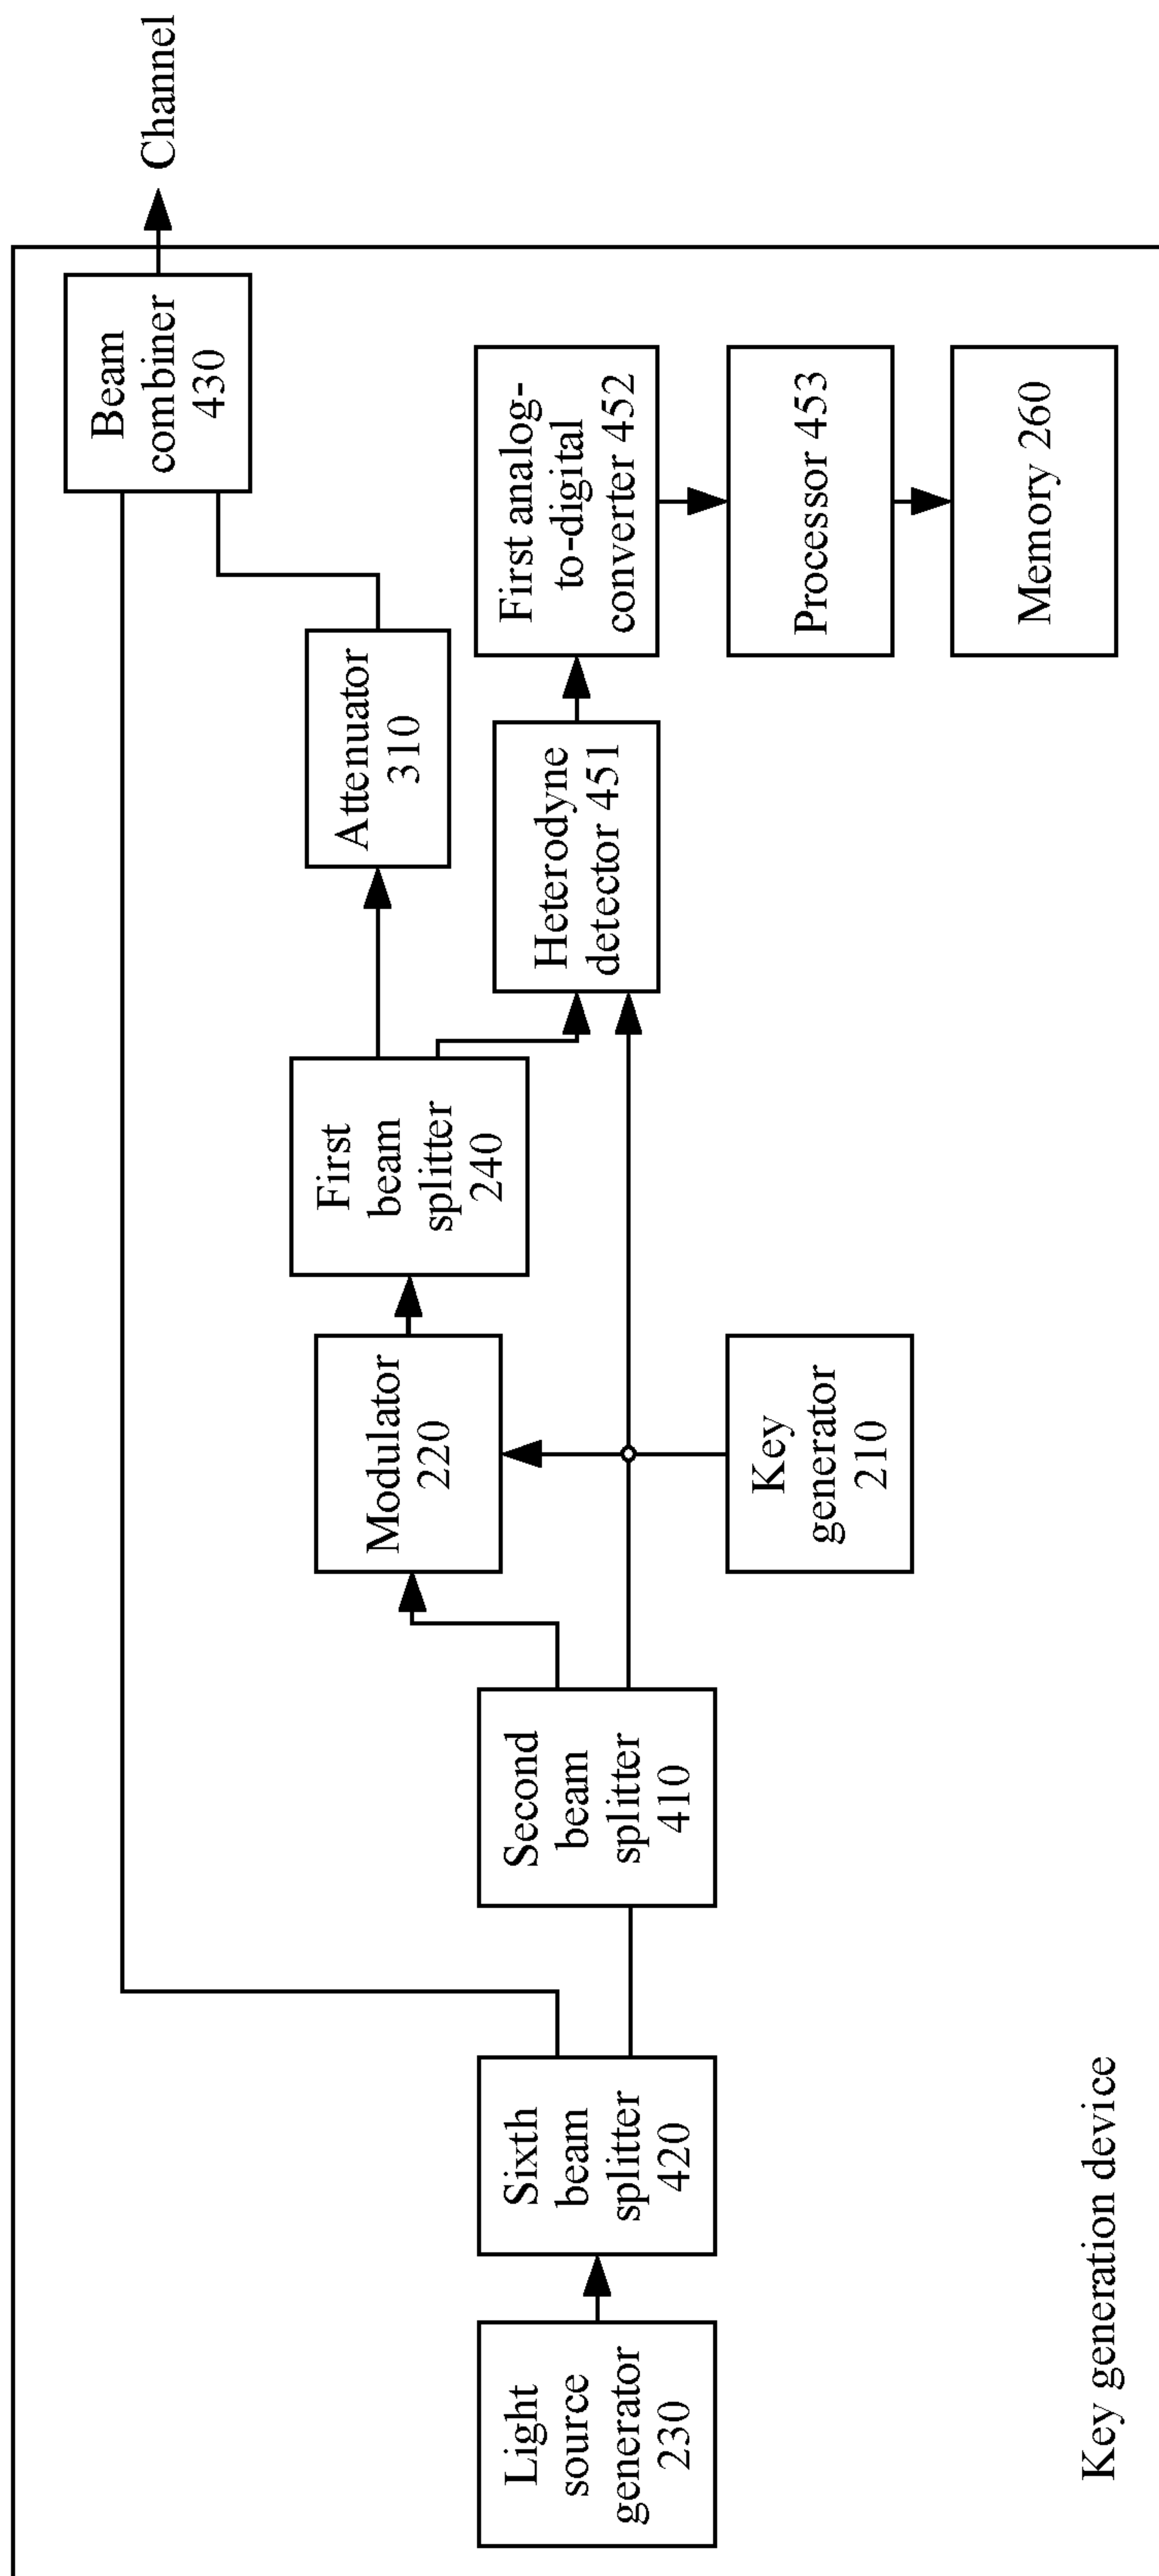 Light
source
generator
230
Sixth
beam
splitter
420
Second
beam
splitter
410
Modulator
220
Key
generator
210
First
beam
splitter
240
Attenuator
310
Heterodyne
detector 451
Beam
combiner
430
Channel
First analog-
to-digital
converter 452
Processor 453
Memory 260
Key generation device